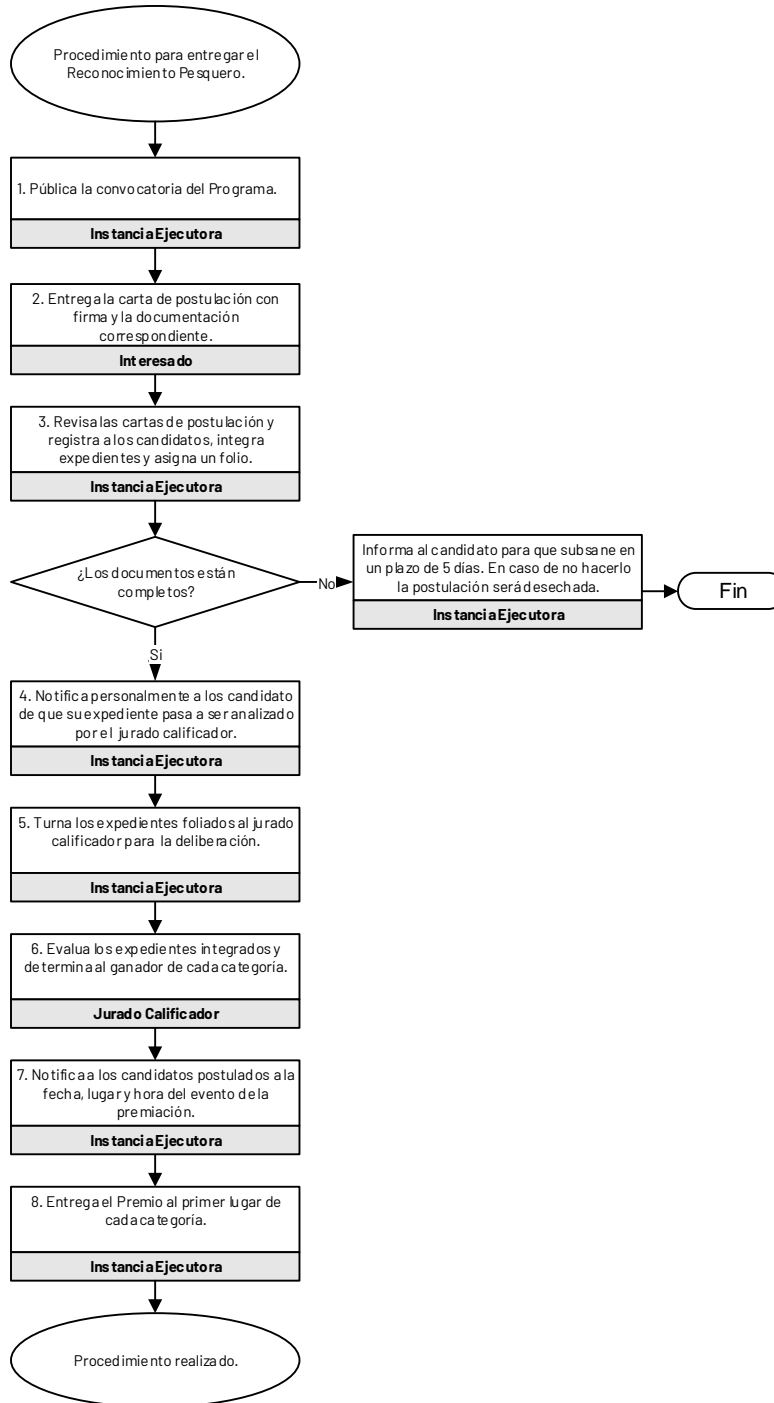 Procedimiento para entregar el
Reconocimiento Pesquero.
1. Pública la convocatoria del Programa.
Instancia Ejecutora
2. Entrega la carta de postulación con
firma y la documentación
correspondiente.
Interesado
3. Revisa las cartas de postulación y
registra a los candidatos, integra
expedientes y asigna un folio.
Instancia Ejecutora
¿Los documentos están
completos?
No
Informa al candidato para que subsane en
un plazo de 5 días. En caso de no hacerlo
la postulación será desechada.
Instancia Ejecutora
Fin
Si
4. Notifica personalmente a los candidato
de que su expediente pasa a ser analizado
por el jurado calificador.
Instancia Ejecutora
5. Turna los expedientes foliados al jurado
calificador para la deliberación.
Instancia Ejecutora
6. Evalua los expedientes integrados y
determina al ganador de cada categoría.
Jurado Calificador
7. Notifica a los candidatos postulados a la
fecha, lugar y hora del evento de la
premiación.
Instancia Ejecutora
8. Entrega el Premio al primer lugar de
cada categoría.
Instancia Ejecutora
Procedimiento realizado.